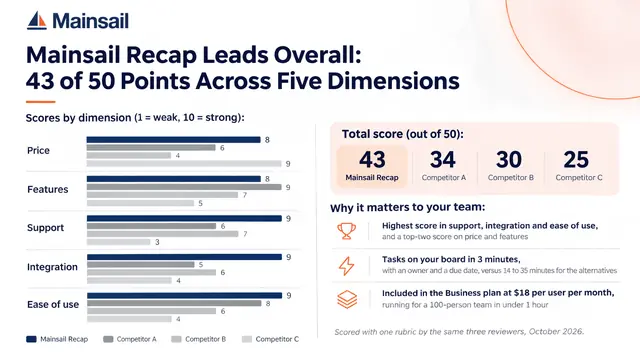 Mainsail
Mainsail Recap Leads Overall:
43 of 50 Points Across Five Dimensions
Scores by dimension (1 = weak, 10 = strong):
Price
8
6
4
9
Features
8
9
7
5
Support
9
6
7
3
Integration
9
5
6
4
Ease of use
9
8
6
4
Mainsail Recap
Competitor A
Competitor B
Competitor C
Total score (out of 50):
43
Mainsail Recap
34
Competitor A
30
Competitor B
25
Competitor C
Why it matters to your team:
Highest score in support, integration and ease of use,
and a top-two score on price and features
Tasks on your board in 3 minutes,
with an owner and a due date, versus 14 to 35 minutes for the alternatives
Included in the Business plan at $18 per user per month,
running for a 100-person team in under 1 hour
Scored with one rubric by the same three reviewers, October 2026.